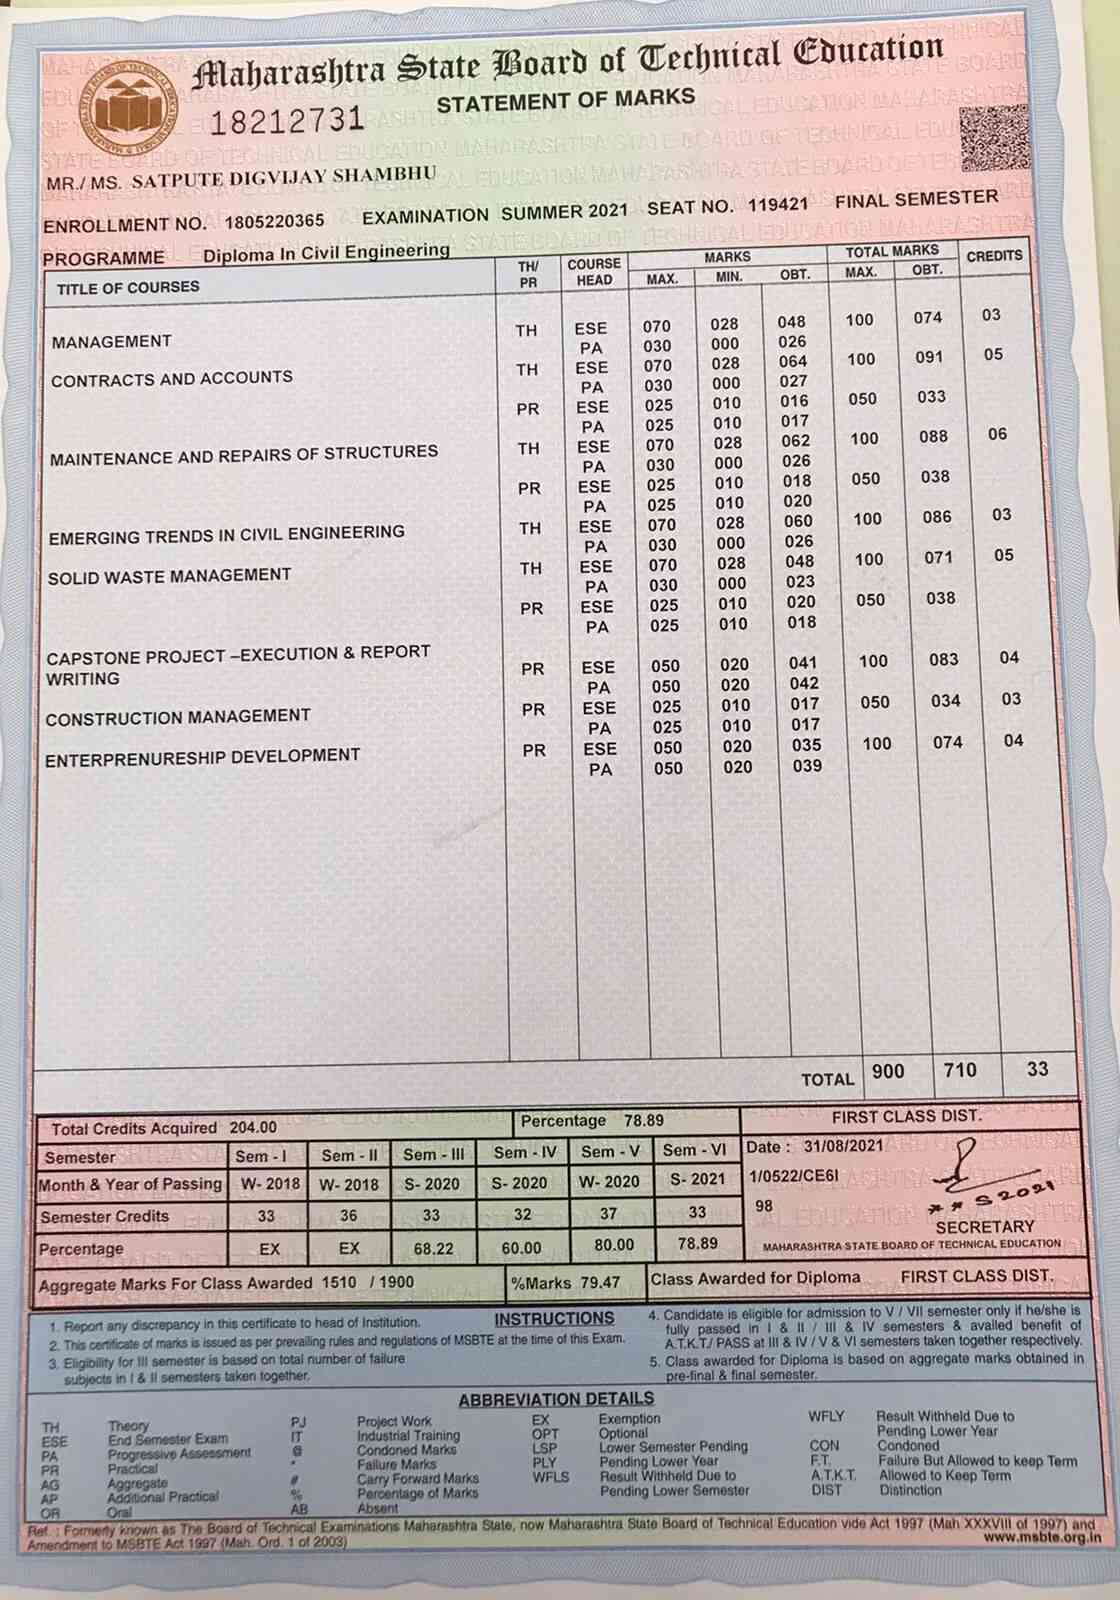 Maharashtra State Board of Technical Education
STATEMENT OF MARKS
18212731
MR./ MS. SATPUTE DIGVIJAY SHAMBHU
ENROLLMENT NO. 1805220365 EXAMINATION SUMMER 2021 SEAT NO. 119421 FINAL SEMESTER
PROGRAMME Diploma In Civil Engineering
TITLE OF COURSES TH/ PR COURSE HEAD MARKS MAX. MIN. OBT. TOTAL MARKS MAX. OBT. CREDITS
MANAGEMENT TH ESE 070 028 048 100 074 03
PA 030 000 026
CONTRACTS AND ACCOUNTS TH ESE 070 028 064 100 091 05
PA 030 000 027
PR ESE 025 010 016 050 033
PA 025 010 017
MAINTENANCE AND REPAIRS OF STRUCTURES TH ESE 070 028 062 100 088 06
PA 030 000 026
PR ESE 025 010 018 050 038
PA 025 010 020
EMERGING TRENDS IN CIVIL ENGINEERING TH ESE 070 028 060 100 086 03
PA 030 000 026
SOLID WASTE MANAGEMENT TH ESE 070 028 048 100 071 05
PA 030 000 023
PR ESE 025 010 020 050 038
PA 025 010 018
CAPSTONE PROJECT –EXECUTION & REPORT
WRITING PR ESE 050 020 041 100 083 04
PA 050 020 042
CONSTRUCTION MANAGEMENT PR ESE 025 010 017 050 034 03
PA 025 010 017
ENTERPRENURESHIP DEVELOPMENT PR ESE 050 020 035 100 074 04
PA 050 020 039
TOTAL 900 710 33
Total Credits Acquired 204.00 Percentage 78.89 FIRST CLASS DIST.
Semester Sem - I Sem - II Sem - III Sem - IV Sem - V Sem - VI
Month & Year of Passing W- 2018 W- 2018 S- 2020 S- 2020 W- 2020 S- 2021
Semester Credits 33 36 33 32 37 33
Percentage EX EX 68.22 60.00 80.00 78.89
Date : 31/08/2021
1/0522/CE6I
98
** S 2021
SECRETARY
MAHARASHTRA STATE BOARD OF TECHNICAL EDUCATION
Aggregate Marks For Class Awarded 1510 / 1900 %Marks 79.47 Class Awarded for Diploma FIRST CLASS DIST.
INSTRUCTIONS
1. Report any discrepancy in this certificate to head of Institution.
2. This certificate of marks is issued as per prevailing rules and regulations of MSBTE at the time of this Exam.
3. Eligibility for III semester is based on total number of failure
subjects in I & II semesters taken together.
4. Candidate is eligible for admission to V / VII semester only if he/she is
fully passed in I & II / III & IV semesters & availed benefit of
A.T.K.T./ PASS at III & IV / V & VI semesters taken together respectively.
5. Class awarded for Diploma is based on aggregate marks obtained in
pre-final & final semester.
ABBREVIATION DETAILS
TH Theory
ESE End Semester Exam
PA Progressive Assessment
PR Practical
AG Aggregate
AP Additional Practical
OR Oral
PJ Project Work
IT Industrial Training
@ Condoned Marks
* Failure Marks
# Carry Forward Marks
% Percentage of Marks
AB Absent
EX Exemption
OPT Optional
LSP Lower Semester Pending
PLY Pending Lower Year
WFLS Result Withheld Due to
Pending Lower Semester
WFLY Result Withheld Due to
Pending Lower Year
CON Condoned
F.T. Failure But Allowed to keep Term
A.T.K.T. Allowed to Keep Term
DIST Distinction
Ref. : Formerly known as The Board of Technical Examinations Maharashtra State, now Maharashtra State Board of Technical Education vide Act 1997 (Mah XXXVIII of 1997) and
Amendment to MSBTE Act 1997 (Mah. Ord. 1 of 2003)
www.msbte.org.in